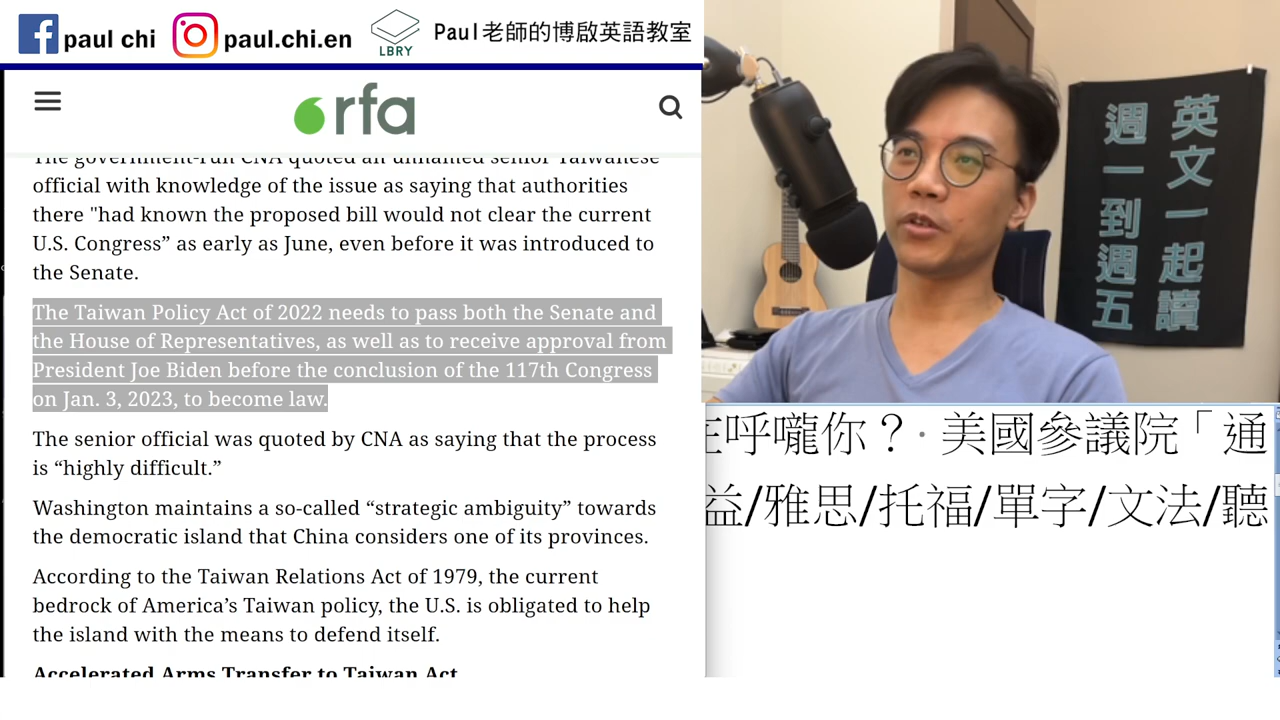 paul chi
paul.chi.en
LBRY
Paul老師的博啟英語教室
rfa
The government-run CNA quoted an unnamed senior Taiwanese
official with knowledge of the issue as saying that authorities
there "had known the proposed bill would not clear the current
U.S. Congress” as early as June, even before it was introduced to
the Senate.
The Taiwan Policy Act of 2022 needs to pass both the Senate and
the House of Representatives, as well as to receive approval from
President Joe Biden before the conclusion of the 117th Congress
on Jan. 3, 2023, to become law.
The senior official was quoted by CNA as saying that the process
is “highly difficult.”
Washington maintains a so-called “strategic ambiguity” towards
the democratic island that China considers one of its provinces.
According to the Taiwan Relations Act of 1979, the current
bedrock of America’s Taiwan policy, the U.S. is obligated to help
the island with the means to defend itself.
Accelerated Arms Transfer to Taiwan Act
英文一起讀
週一到週五
在呼嚨你？· 美國參議院「通
益/雅思/托福/單字/文法/聽